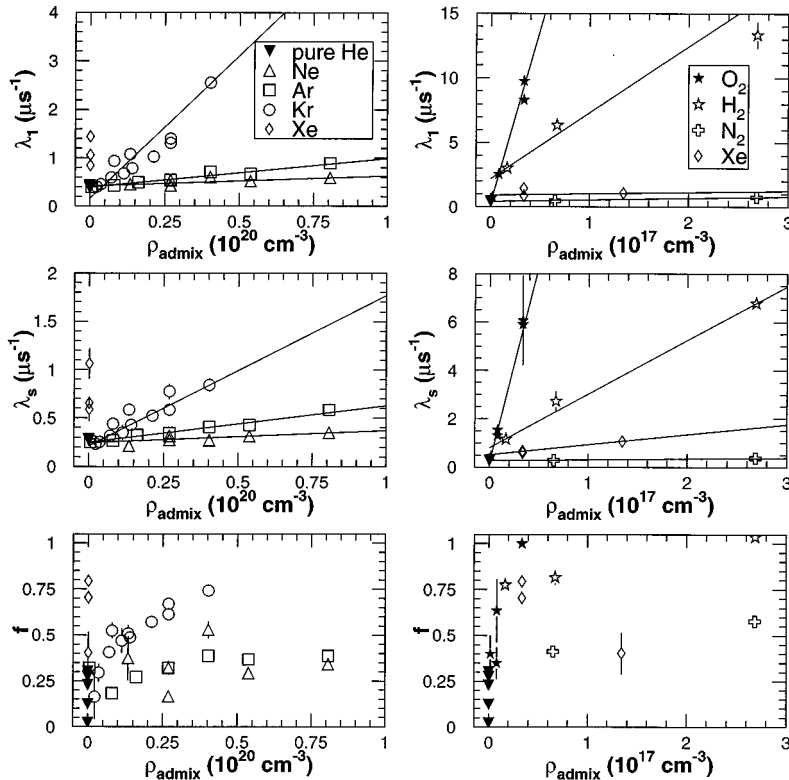 4
3
2
1
0
λ1 (μs-1)
pure He
Ne
Ar
Kr
Xe
0 0.25 0.5 0.75 1
ρadmix (10^20 cm-3)
15
10
5
0
λ1 (μs-1)
O2
H2
N2
Xe
0 1 2 3
ρadmix (10^17 cm-3)
2
1.5
1
0.5
0
λs (μs-1)
0 0.25 0.5 0.75 1
ρadmix (10^20 cm-3)
8
6
4
2
0
λs (μs-1)
0 1 2 3
ρadmix (10^17 cm-3)
1
0.75
0.5
0.25
0
f
0 0.25 0.5 0.75 1
ρadmix (10^20 cm-3)
1
0.75
0.5
0.25
0
f
0 1 2 3
ρadmix (10^17 cm-3)